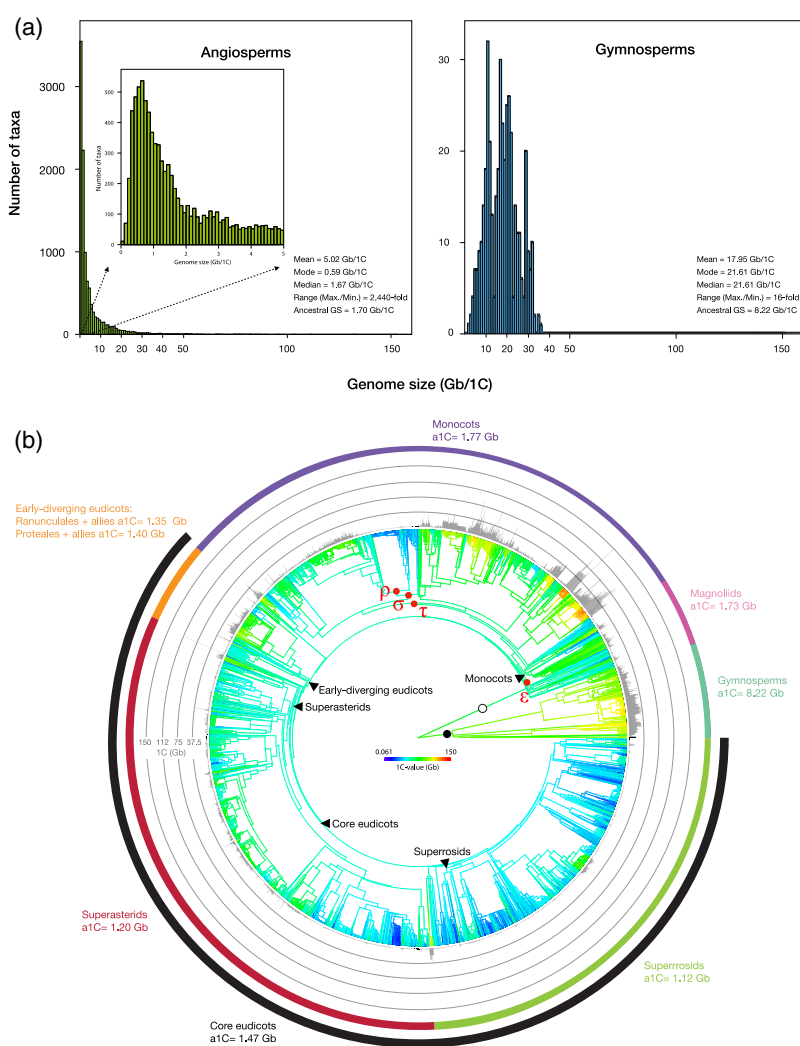 (a)
Angiosperms
Number of taxa
3000
2000
1000
0
Number of taxa
600
500
400
300
200
100
0
0 1 2 3 4 5
Genome size (Gb/1C)
Mean = 5.02 Gb/1C
Mode = 0.59 Gb/1C
Median = 1.67 Gb/1C
Range (Max./Min.) = 2,440-fold
Ancestral GS = 1.70 Gb/1C
10 20 30 40 50 100 150
Gymnosperms
30
20
10
0
Mean = 17.95 Gb/1C
Mode = 21.61 Gb/1C
Median = 21.61 Gb/1C
Range (Max./Min.) = 16-fold
Ancestral GS = 8.22 Gb/1C
10 20 30 40 50 100 150
Genome size (Gb/1C)
(b)
Monocots
a1C= 1.77 Gb
Early-diverging eudicots:
Ranunculales + allies a1C= 1.35 Gb
Proteales + allies a1C= 1.40 Gb
Magnoliids
a1C= 1.73 Gb
Gymnosperms
a1C= 8.22 Gb
ρ
σ
τ
ε
Monocots
Early-diverging eudicots
Superasterids
150 112 75 37.5
1C (Gb)
0.061 150
1C-value (Gb)
Core eudicots
Superrosids
Superasterids
a1C= 1.20 Gb
Superrrosids
a1C= 1.12 Gb
Core eudicots
a1C= 1.47 Gb